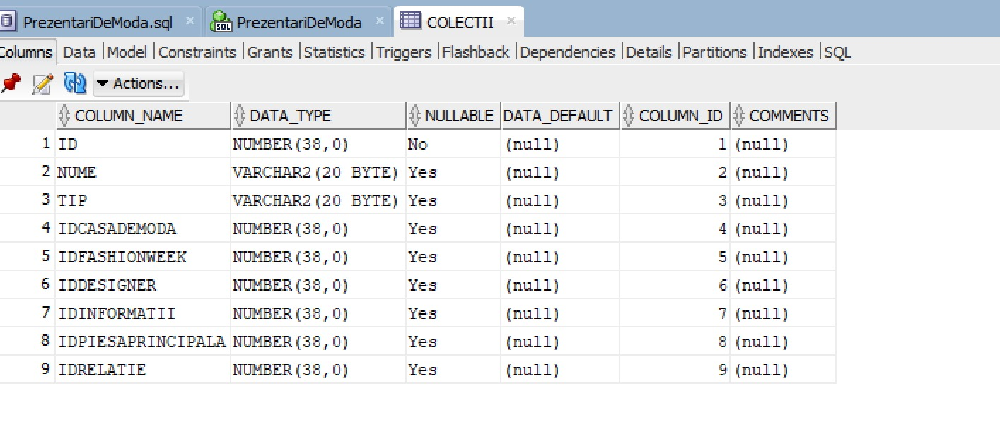 PrezentariDeModa.sql PrezentariDeModa COLECTII
Columns Data Model Constraints Grants Statistics Triggers Flashback Dependencies Details Partitions Indexes SQL
Actions...
COLUMN_NAME DATA_TYPE NULLABLE DATA_DEFAULT COLUMN_ID COMMENTS
1 ID NUMBER(38,0) No (null) 1 (null)
2 NUME VARCHAR2(20 BYTE) Yes (null) 2 (null)
3 TIP VARCHAR2(20 BYTE) Yes (null) 3 (null)
4 IDCASADEMODA NUMBER(38,0) Yes (null) 4 (null)
5 IDFASHIONWEEK NUMBER(38,0) Yes (null) 5 (null)
6 IDDESIGNER NUMBER(38,0) Yes (null) 6 (null)
7 IDINFORMATII NUMBER(38,0) Yes (null) 7 (null)
8 IDPIESAPRINCIPALA NUMBER(38,0) Yes (null) 8 (null)
9 IDRELATIE NUMBER(38,0) Yes (null) 9 (null)